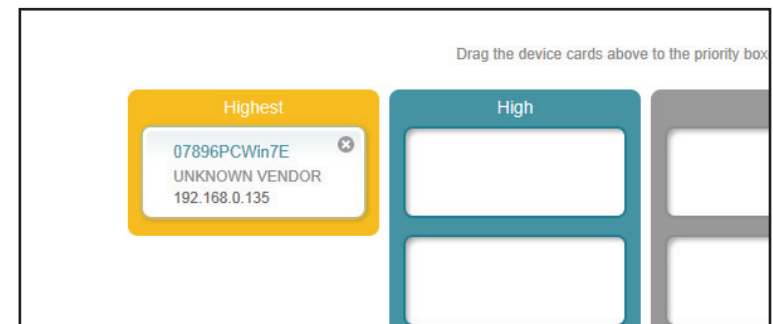 Drag the device cards above to the priority box
Highest
High
07896PCWin7E
UNKNOWN VENDOR
192.168.0.135